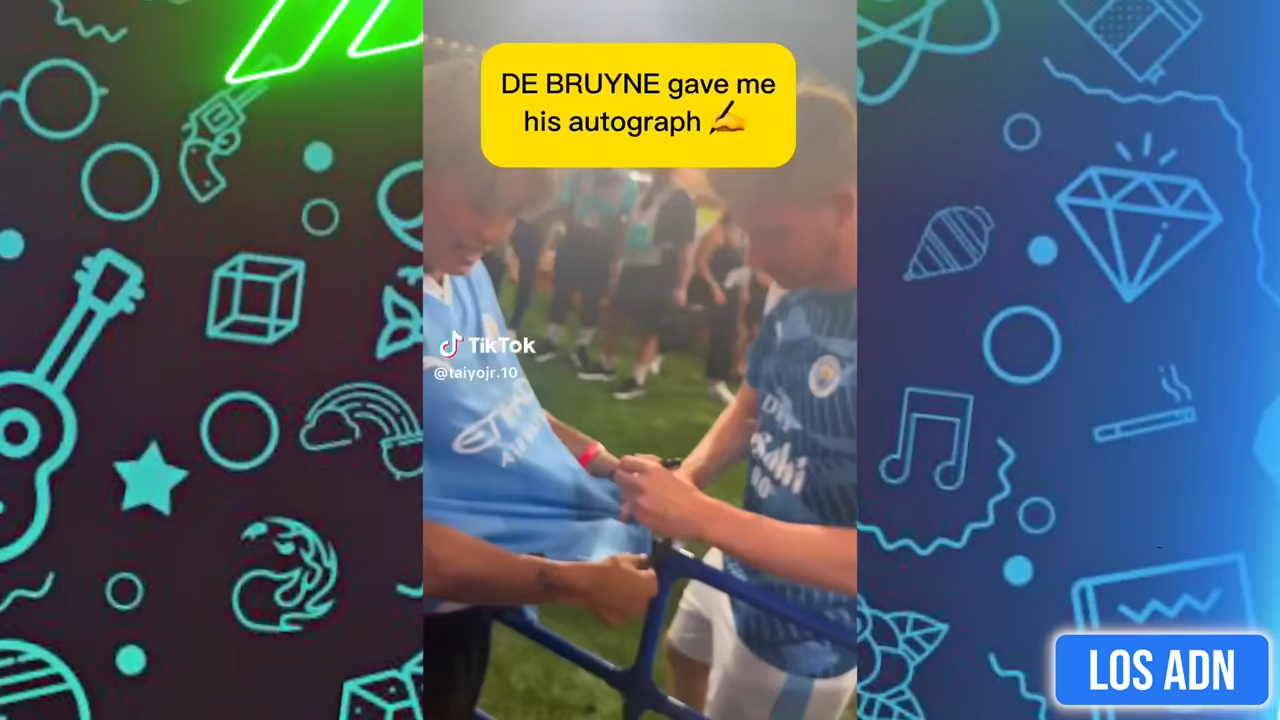 DE BRUYNE gave me
his autograph ✍️
TikTok
@taiyojr.10
LOS ADN